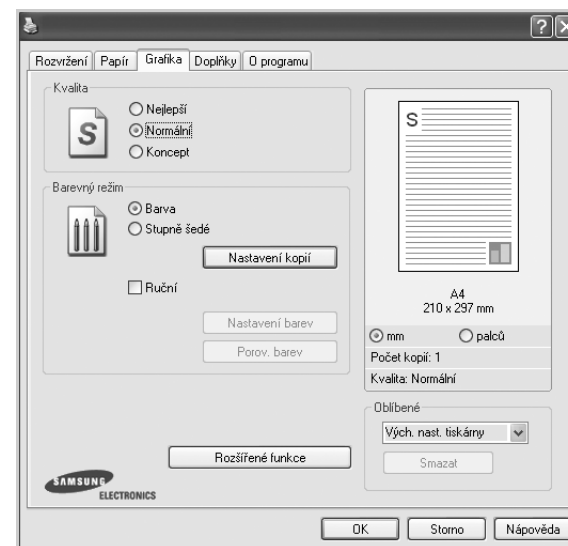 Rozvržení Papír Grafika Doplňky O programu
Kvalita
Nejlepší
Normální
Koncept
S
Barevný režim
Barva
Stupně šedé
Nastavení kopií
Ruční
Nastavení barev
Porov. barev
Rozšířené funkce
SAMSUNG
ELECTRONICS
S
A4
210 x 297 mm
mm palců
Počet kopií: 1
Kvalita: Normální
Oblíbené
Vých. nast. tiskárny
Smazat
OK Storno Nápověda